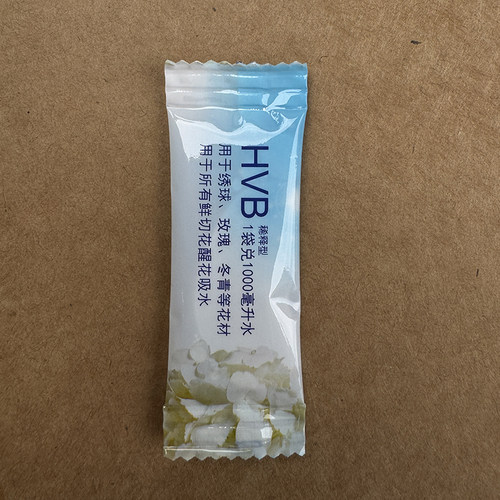 HVB 稀释型
1袋兑1000毫升水
用于绣球、玫瑰、冬青等花材
用于所有鲜切花醒花吸水